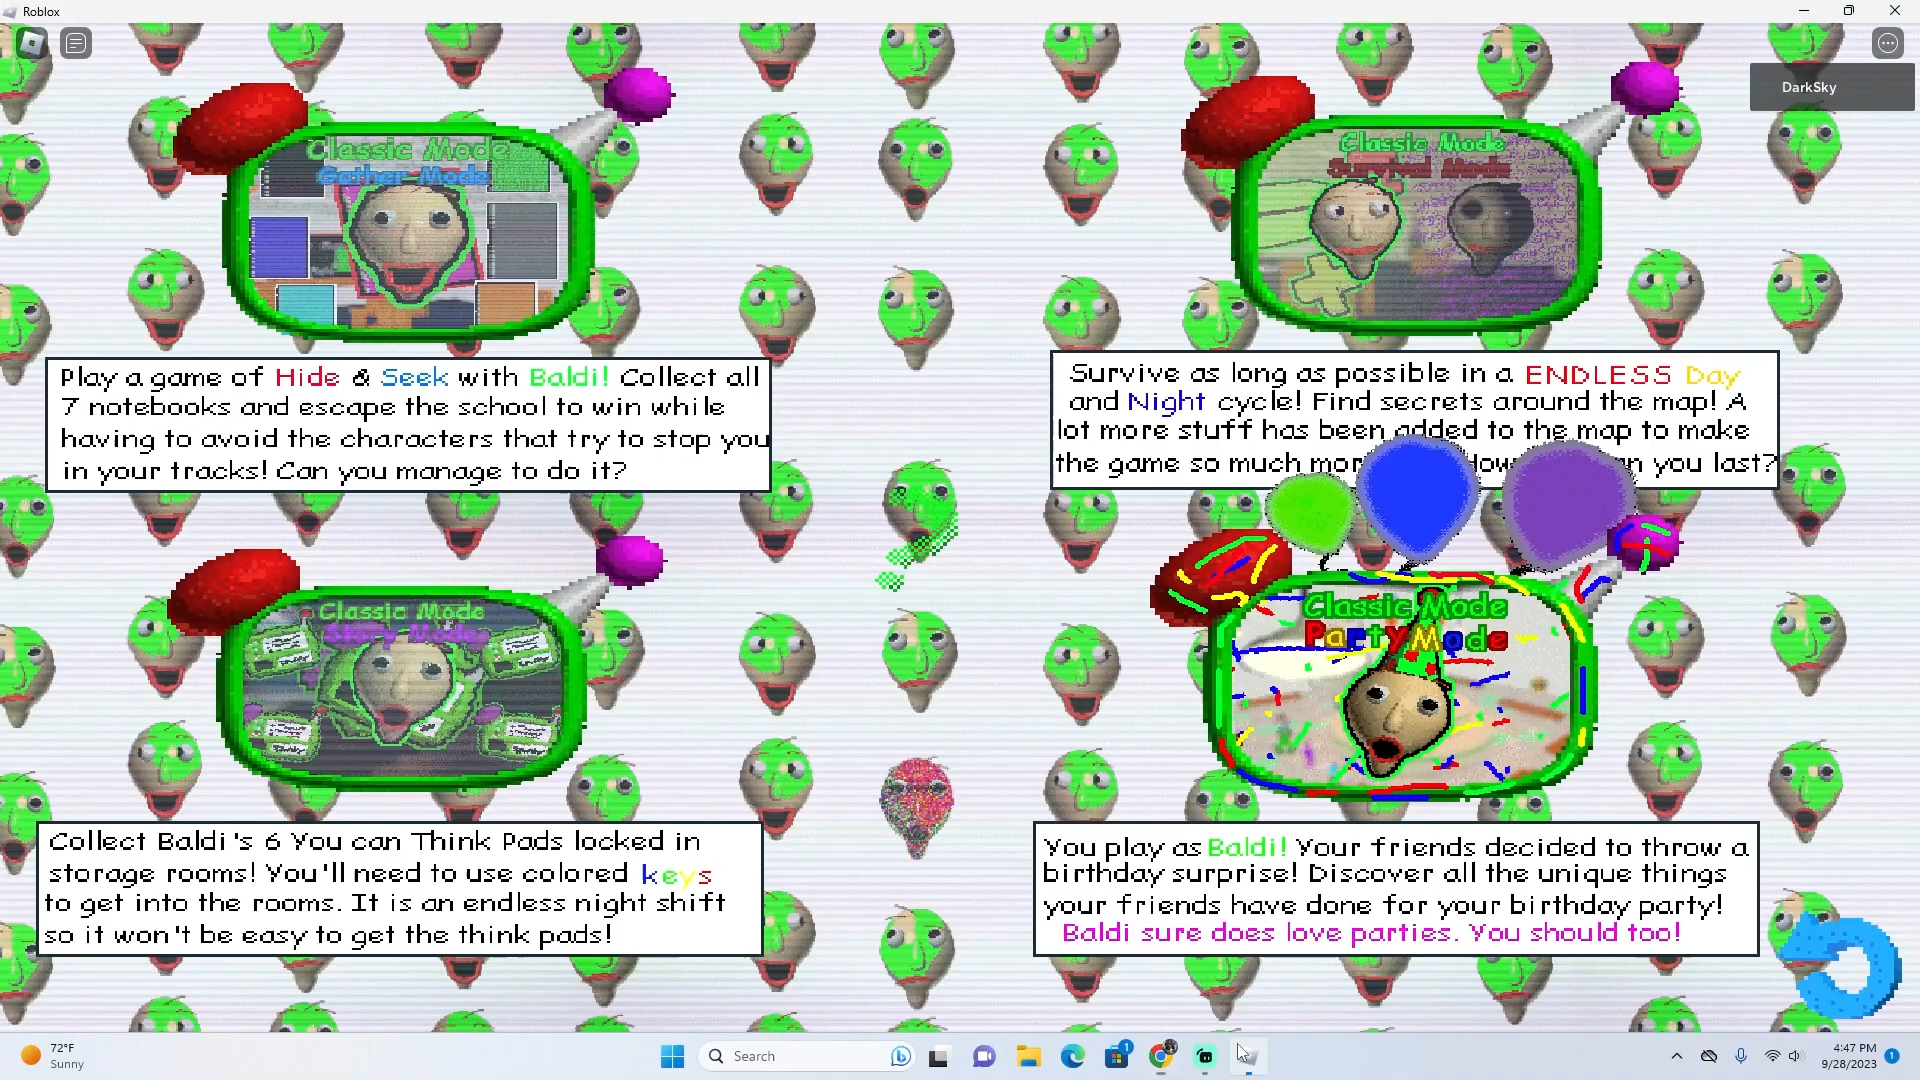 Roblox
DarkSky
Classic Mode
Gather Mode
Classic Mode
Survival Mode
Play a game of Hide & Seek with Baldi! Collect all
7 notebooks and escape the school to win while
having to avoid the characters that try to stop you
in your tracks! Can you manage to do it?
Survive as long as possible in a ENDLESS Day
and Night cycle! Find secrets around the map! A
lot more stuff has been added to the map to make
the game so much you last?
Classic Mode
Story Mode
Classic Mode
Party Mode
Collect Baldi's 6 You can Think Pads locked in
storage rooms! You'll need to use colored keys
to get into the rooms. It is an endless night shift
so it won't be easy to get the think pads!
You play as Baldi! Your friends decided to throw a
birthday surprise! Discover all the unique things
your friends have done for your birthday party!
Baldi sure does love parties. You should too!
72°F
Sunny
Search
1
4:47 PM
9/28/2023
1